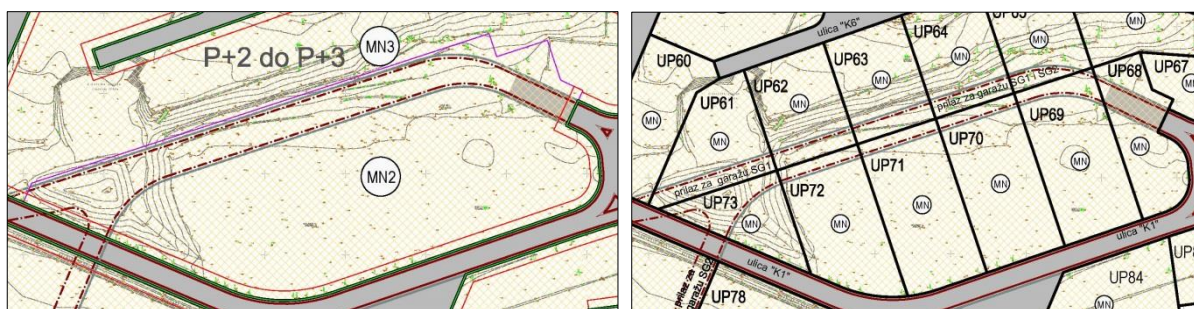 P+2 do P+3
MN3
MN2
ulica "K6"
UP60
UP61
UP62
UP63
UP64
UP68
UP67
MN
MN
MN
MN
MN
MN
MN
prilaz za garažu SG1 i SG2
prilaz za garažu SG1
UP69
UP70
UP71
UP72
UP73
MN
MN
MN
MN
MN
MN
ulica "K1"
ulica "K1"
prilaz za
garažu SG2
UP78
UP84
MN